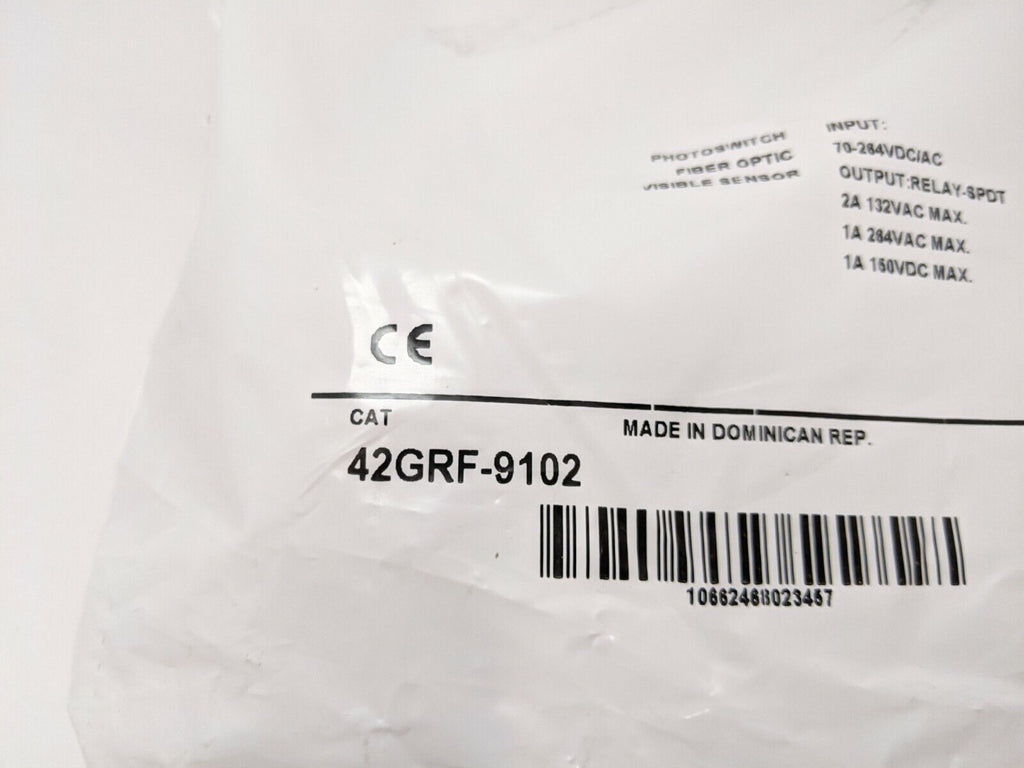 PHOTOSWITCH
FIBER OPTIC
VISIBLE SENSOR
INPUT:
70-264VDC/AC
OUTPUT:RELAY-SPDT
2A 132VAC MAX.
1A 264VAC MAX.
1A 150VDC MAX.
CE
CAT
MADE IN DOMINICAN REP.
42GRF-9102